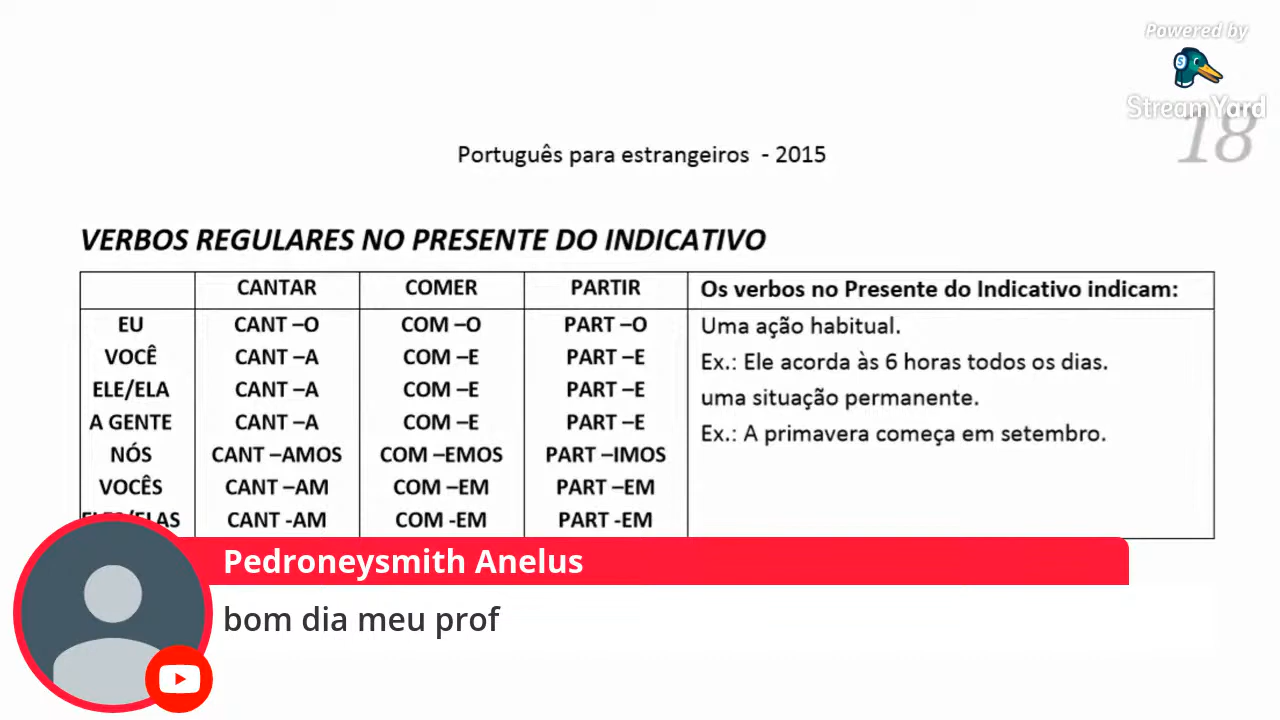 Powered by
StreamYard
18
Português para estrangeiros - 2015
VERBOS REGULARES NO PRESENTE DO INDICATIVO
CANTAR COMER PARTIR Os verbos no Presente do Indicativo indicam:
EU CANT –O COM –O PART –O Uma ação habitual.
VOCÊ CANT –A COM –E PART –E Ex.: Ele acorda às 6 horas todos os dias.
ELE/ELA CANT –A COM –E PART –E uma situação permanente.
A GENTE CANT –A COM –E PART –E Ex.: A primavera começa em setembro.
NÓS CANT –AMOS COM –EMOS PART –IMOS
VOCÊS CANT –AM COM –EM PART –EM
ELES/ELAS CANT -AM COM -EM PART -EM
Pedroneysmith Anelus
bom dia meu prof